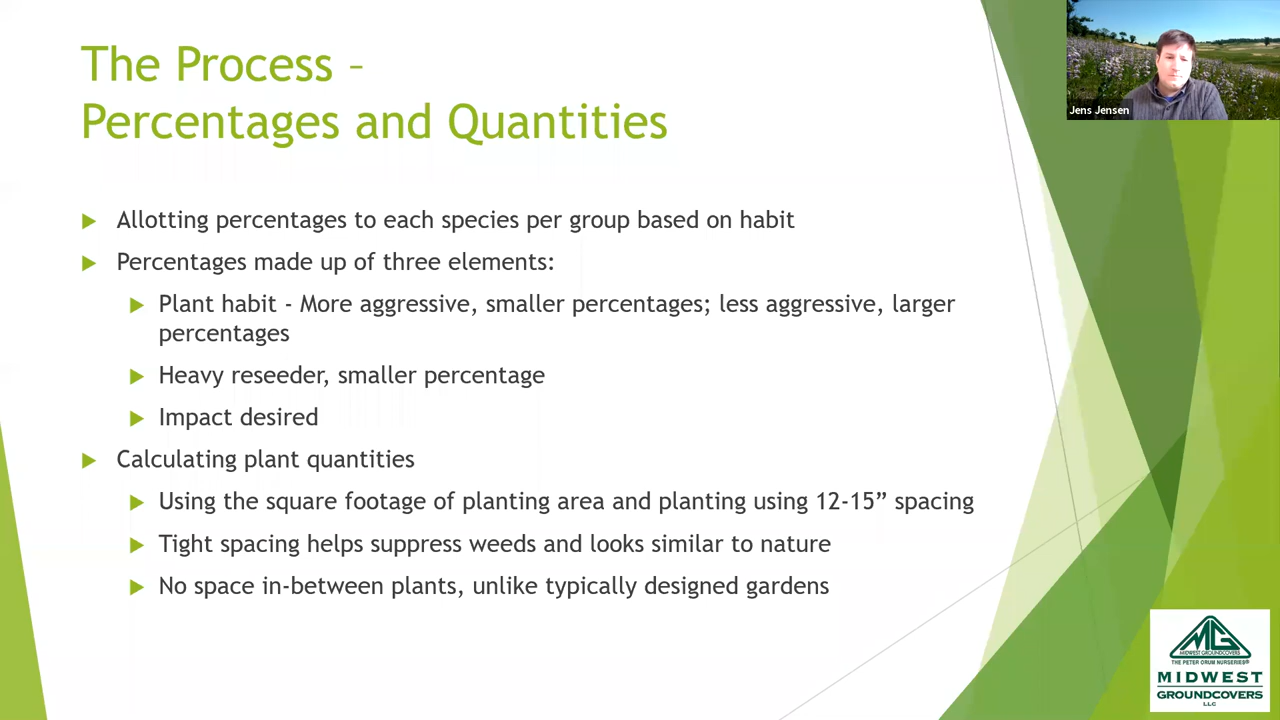 The Process –
Percentages and Quantities
Jens Jensen
Allotting percentages to each species per group based on habit
Percentages made up of three elements:
Plant habit - More aggressive, smaller percentages; less aggressive, larger
percentages
Heavy reseeder, smaller percentage
Impact desired
Calculating plant quantities
Using the square footage of planting area and planting using 12-15” spacing
Tight spacing helps suppress weeds and looks similar to nature
No space in-between plants, unlike typically designed gardens
MG
MIDWEST GROUNDCOVERS
THE PETER ORUM NURSERIES®
MIDWEST
GROUNDCOVERS
LLC